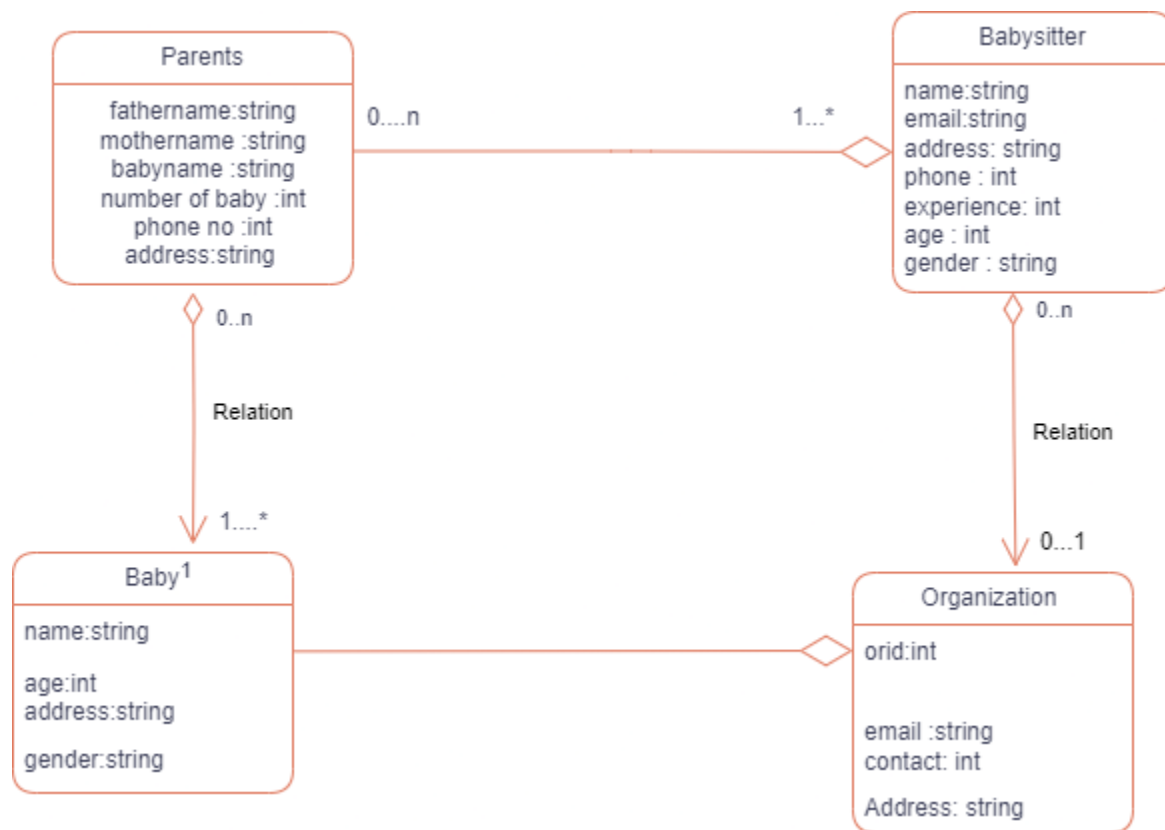 Parents
fathername:string
mothername :string
babyname :string
number of baby :int
phone no :int
address:string
0....n
1...*
Babysitter
name:string
email:string
address: string
phone : int
experience: int
age : int
gender : string
0..n
Relation
1....*
0..n
Relation
0...1
Baby1
name:string
age:int
address:string
gender:string
Organization
orid:int
email :string
contact: int
Address: string